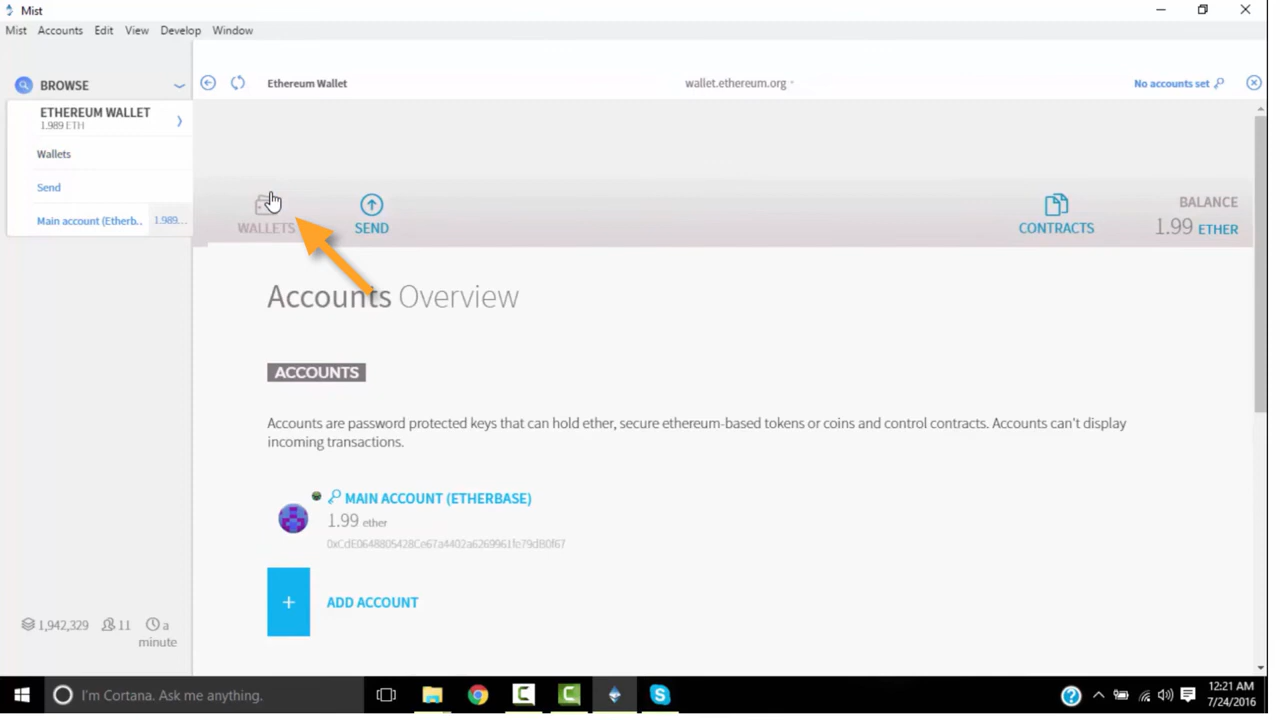 Mist
Mist Accounts Edit View Develop Window
BROWSE
Ethereum Wallet
wallet.ethereum.org
No accounts set
ETHEREUM WALLET
1.989 ETH
Wallets
Send
Main account (Etherb..
1.989...
WALLETS
SEND
CONTRACTS
BALANCE
1.99 ETHER
Accounts Overview
ACCOUNTS
Accounts are password protected keys that can hold ether, secure ethereum-based tokens or coins and control contracts. Accounts can't display
incoming transactions.
MAIN ACCOUNT (ETHERBASE)
1.99 ether
ADD ACCOUNT
1,942,329
11
a
minute
I'm Cortana. Ask me anything.
12:21 AM
7/24/2016